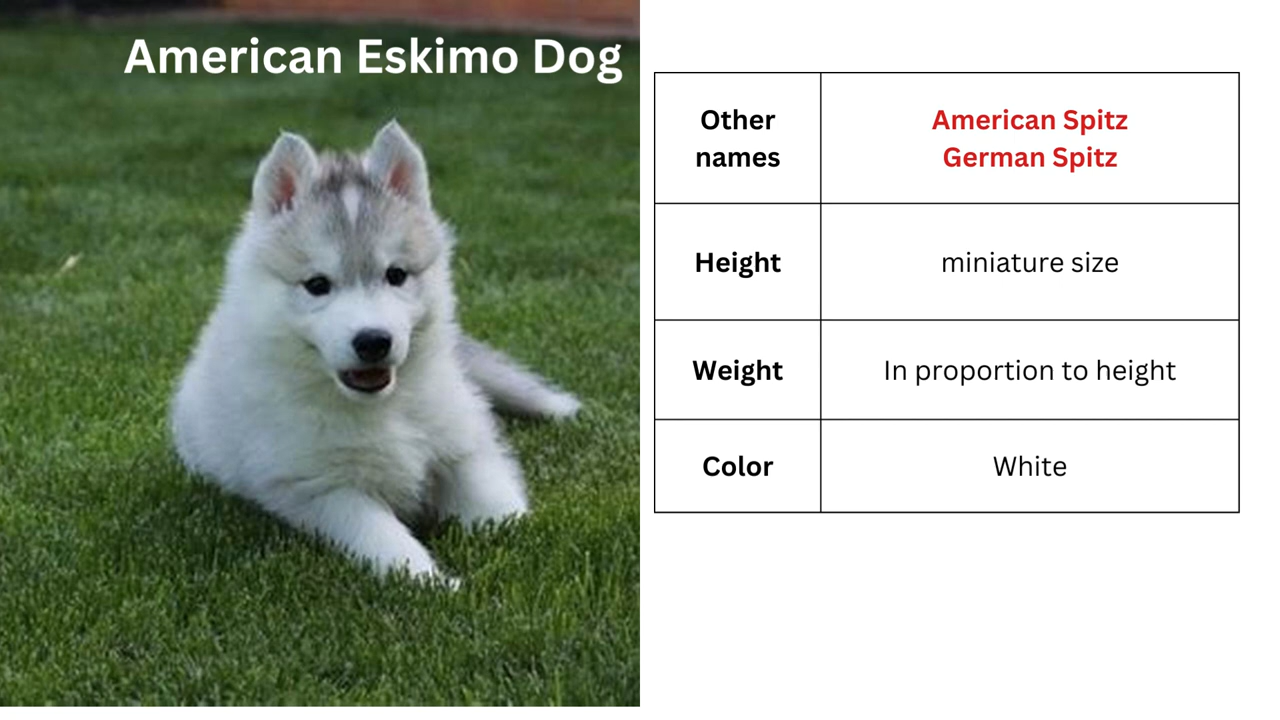 American Eskimo Dog
Other
names
American Spitz
German Spitz
Height
miniature size
Weight
In proportion to height
Color
White